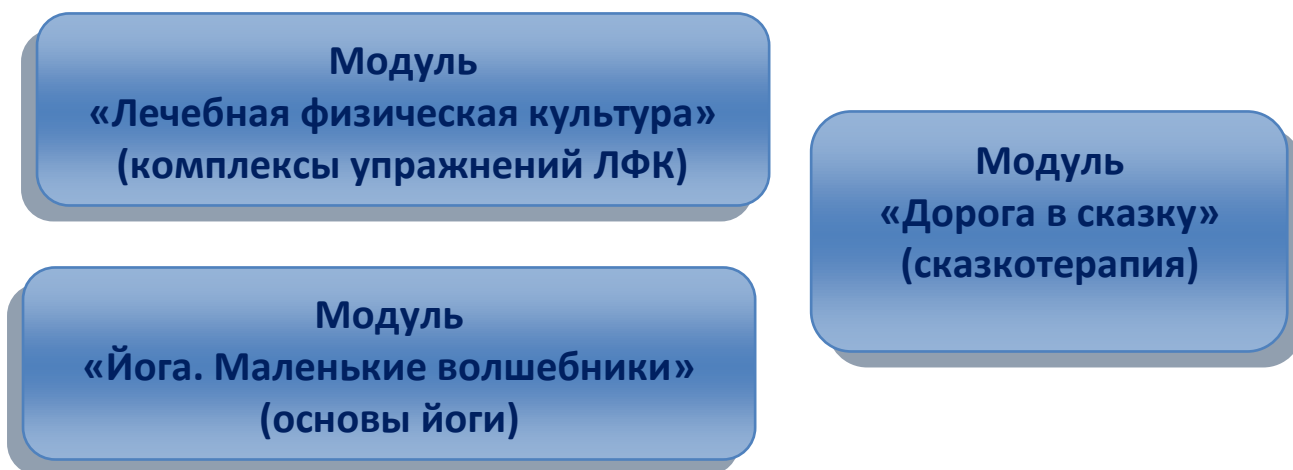 Модуль
«Лечебная физическая культура»
(комплексы упражнений ЛФК)
Модуль
«Дорога в сказку»
(сказкотерапия)
Модуль
«Йога. Маленькие волшебники»
(основы йоги)